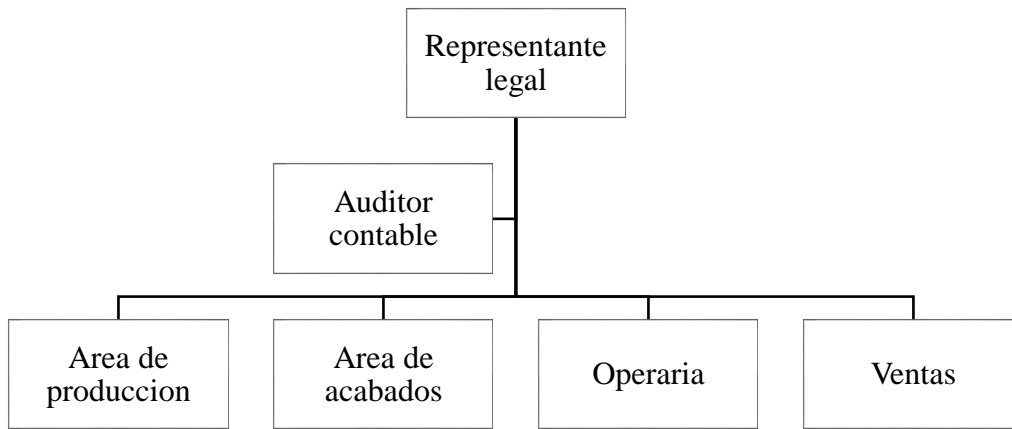 Representante
legal
Auditor
contable
Area de
produccion
Area de
acabados
Operaria
Ventas